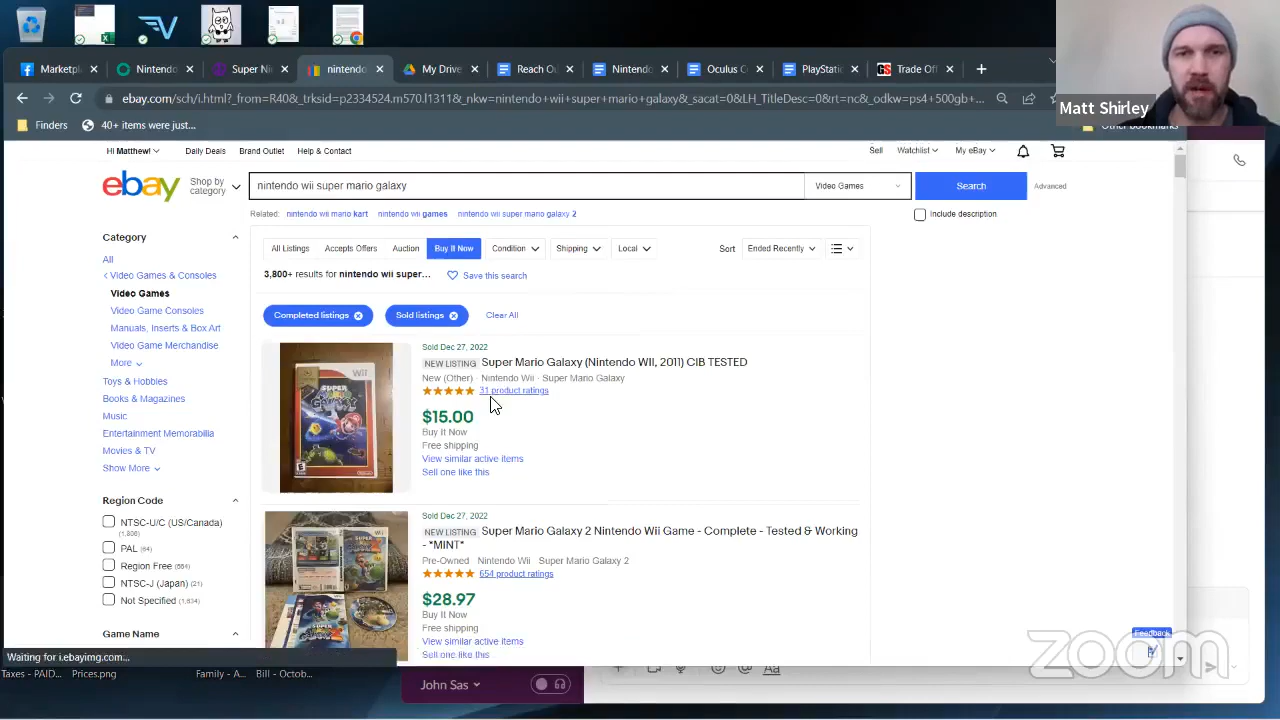 Marketpl
Nintendo
Super Nin
nintendo
My Drive
Reach Ou
Nintendo
Oculus Q
PlayStatio
Trade Off
ebay.com/sch/i.html?_from=R40&_trksid=p2334524.m570.l1311&_nkw=nintendo+wii+super+mario+galaxy&_sacat=0&LH_TitleDesc=0&rt=nc&_odkw=ps4+500gb+
Matt Shirley
Finders
40+ items were just...
Other bookmarks
Hi Matthew!
Daily Deals
Brand Outlet
Help & Contact
Sell
Watchlist
My eBay
ebay
Shop by
category
nintendo wii super mario galaxy
Video Games
Search
Advanced
Related:
nintendo wii mario kart
nintendo wii games
nintendo wii super mario galaxy 2
Include description
Category
All
Video Games & Consoles
Video Games
Video Game Consoles
Manuals, Inserts & Box Art
Video Game Merchandise
More
Toys & Hobbies
Books & Magazines
Music
Entertainment Memorabilia
Movies & TV
Show More
Region Code
NTSC-U/C (US/Canada)
PAL (64)
Region Free
NTSC-J (Japan) (21)
Not Specified (1,634)
Game Name
All Listings
Accepts Offers
Auction
Buy It Now
Condition
Shipping
Local
Sort
Ended Recently
3,800+ results for nintendo wii super...
Save this search
Completed listings
Sold listings
Clear All
Sold Dec 27, 2022
NEW LISTING Super Mario Galaxy (Nintendo WII, 2011) CIB TESTED
New (Other) · Nintendo Wii · Super Mario Galaxy
31 product ratings
$15.00
Buy It Now
Free shipping
View similar active items
Sell one like this
Wii
SUPER MARIO
GALAXY
Sold Dec 27, 2022
NEW LISTING Super Mario Galaxy 2 Nintendo Wii Game - Complete - Tested & Working
- *MINT*
Pre-Owned Nintendo Wii Super Mario Galaxy 2
654 product ratings
$28.97
Buy It Now
Free shipping
View similar active items
Sell one like this
Feedback
zoom
Waiting for i.ebayimg.com...
Taxes - PAID...
Prices.png
Family - A...
Bill - Octob...
John Sas
Aa